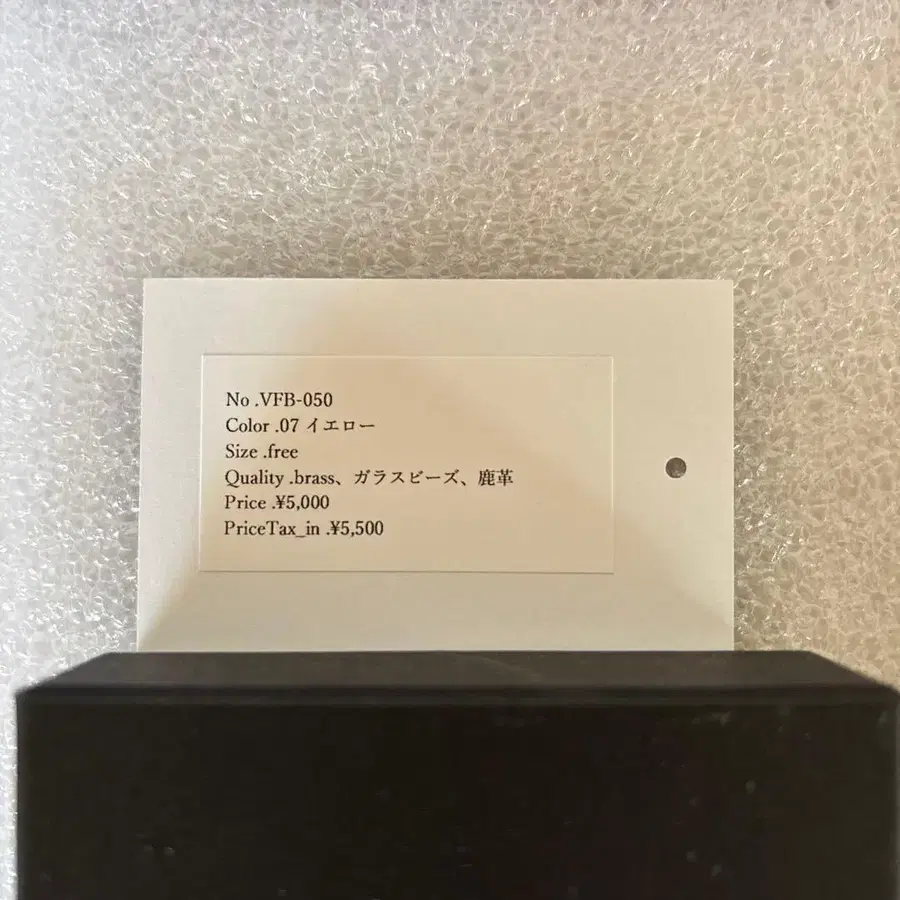 No .VFB-050
Color .07 イエロー
Size .free
Quality .brass、ガラスビーズ、鹿革
Price .¥5,000
PriceTax_in .¥5,500